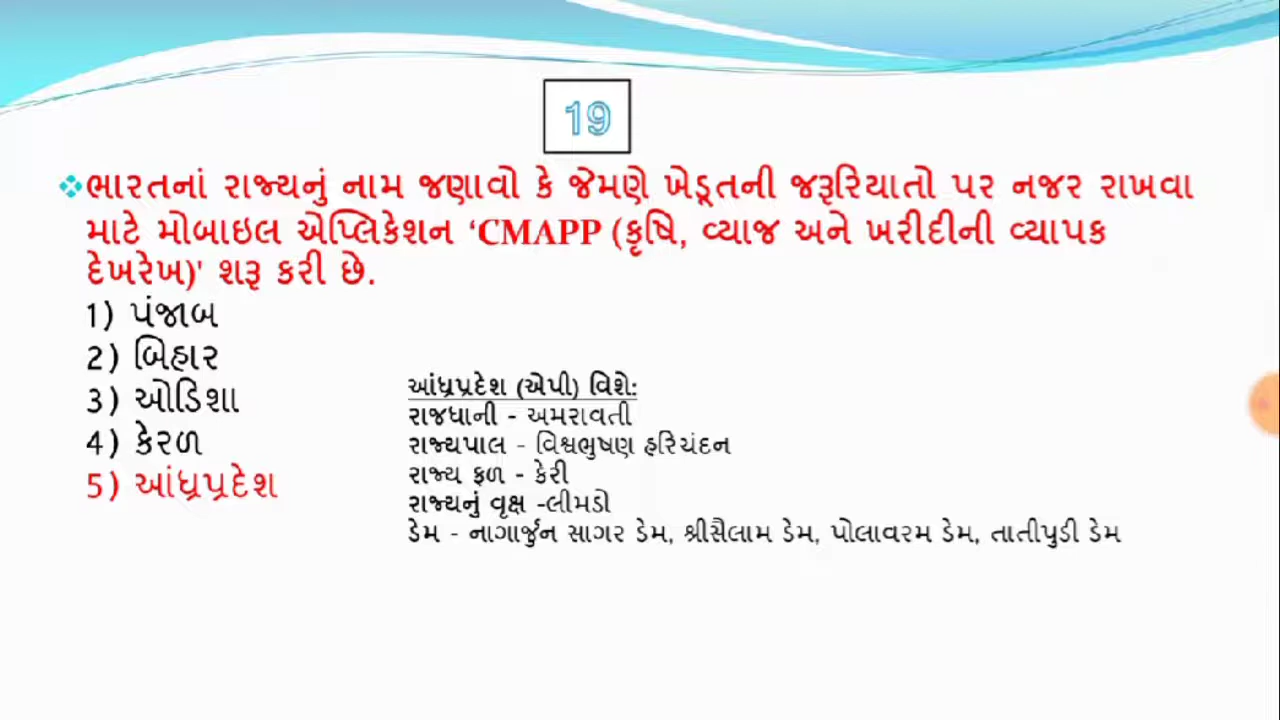 19
❖ભારતનાં રાજ્યનું નામ જણાવો કે જેમણે ખેડૂતની જરૂરિયાતો પર નજર રાખવા
માટે મોબાઇલ એપ્લિકેશન ‘CMAPP (કૃષિ, વ્યાજ અને ખરીદીની વ્યાપક
દેખરેખ)' શરૂ કરી છે.
1) પંજાબ
2) બિહાર
3) ઓડિશા
4) કેરળ
5) આંધ્રપ્રદેશ
આંધ્રપ્રદેશ (એપી) વિશે:
રાજધાની - અમરાવતી
રાજ્યપાલ - વિશ્વભુષણ હરિચંદન
રાજ્ય ફળ - કેરી
રાજ્યનું વૃક્ષ -લીમડો
ડેમ - નાગાર્જુન સાગર ડેમ, શ્રીસૈલામ ડેમ, પોલાવરમ ડેમ, તાતીપુડી ડેમ